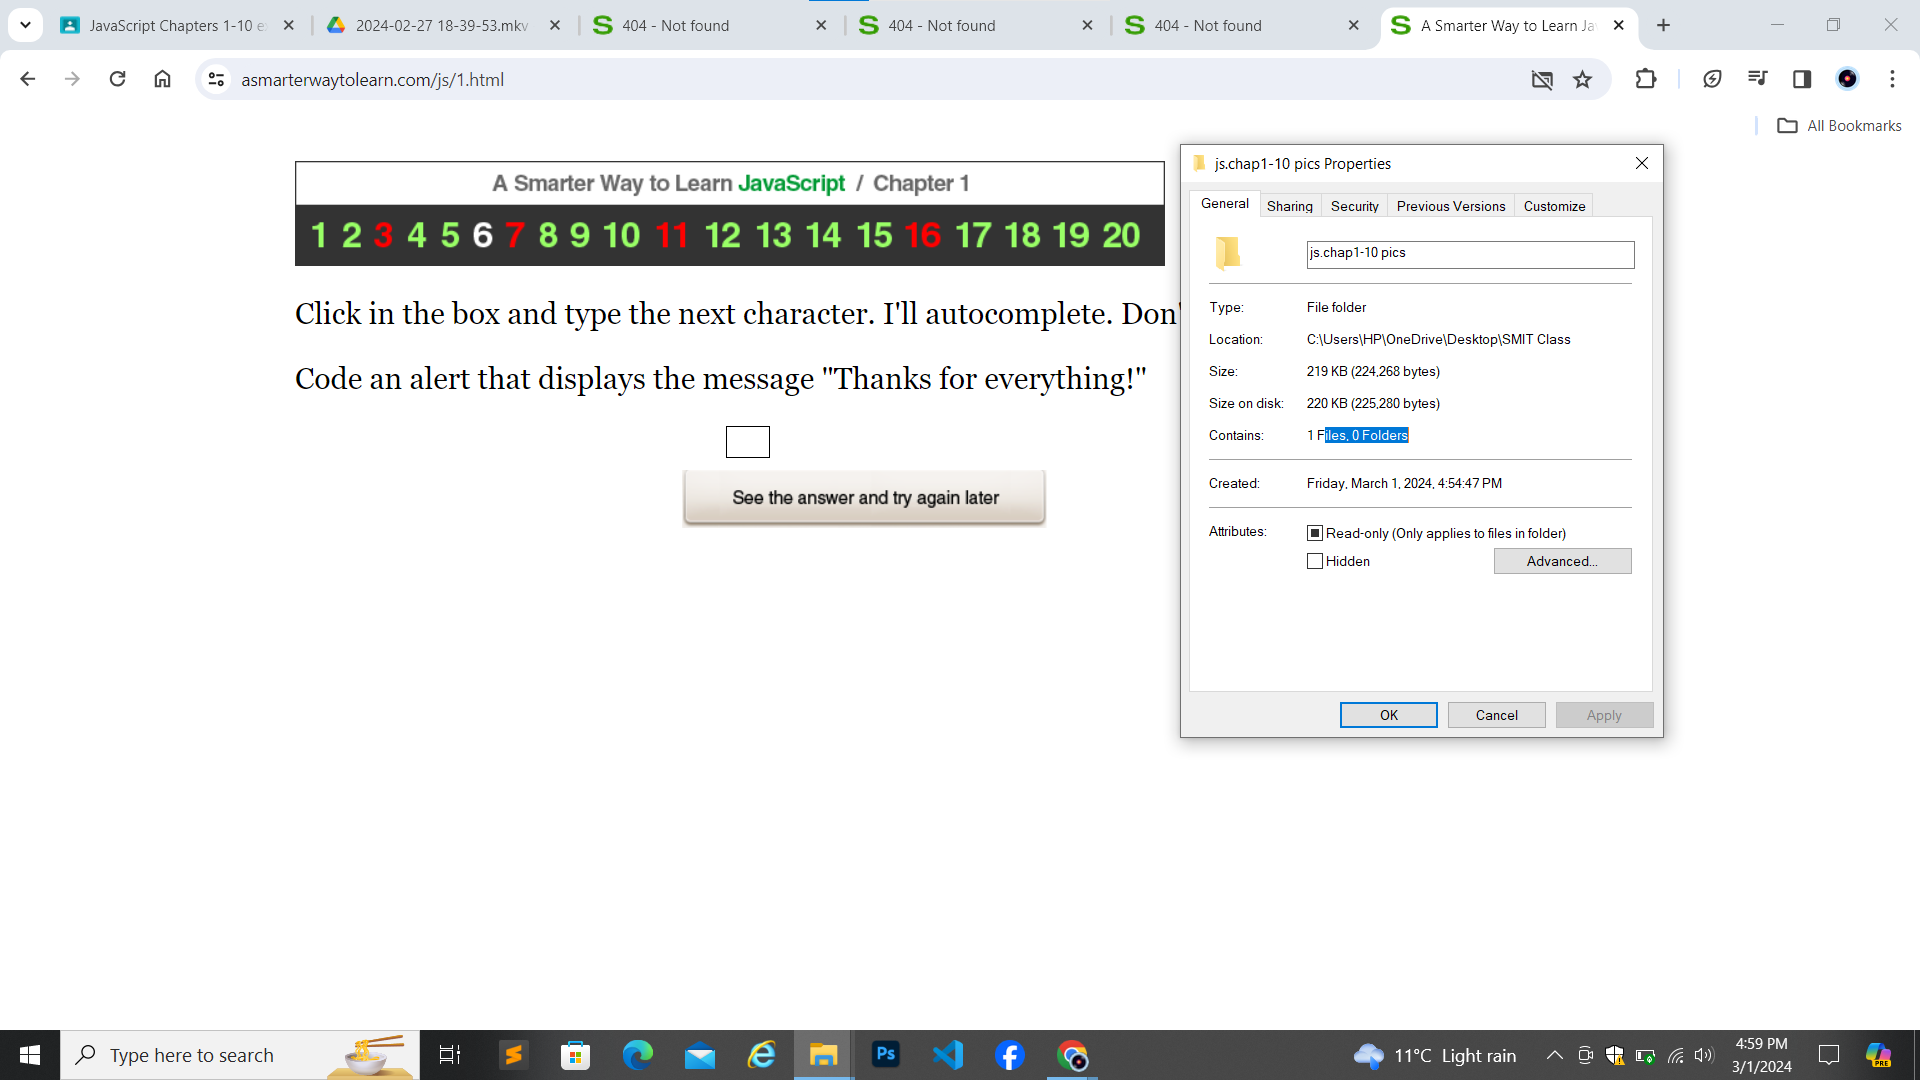 JavaScript Chapters 1-10 e
2024-02-27 18-39-53.mkv
404 - Not found
404 - Not found
404 - Not found
A Smarter Way to Learn Ja
asmarterwaytolearn.com/js/1.html
All Bookmarks
A Smarter Way to Learn JavaScript / Chapter 1
1 2 3 4 5 6 7 8 9 10 11 12 13 14 15 16 17 18 19 20
Click in the box and type the next character. I'll autocomplete. Don'
Code an alert that displays the message "Thanks for everything!"
See the answer and try again later
js.chap1-10 pics Properties
General Sharing Security Previous Versions Customize
js.chap1-10 pics
Type: File folder
Location: C:\Users\HP\OneDrive\Desktop\SMIT Class
Size: 219 KB (224,268 bytes)
Size on disk: 220 KB (225,280 bytes)
Contains: 1 Files, 0 Folders
Created: Friday, March 1, 2024, 4:54:47 PM
Attributes: Read-only (Only applies to files in folder)
Hidden Advanced...
OK Cancel Apply
Type here to search
Ps
11°C Light rain
4:59 PM
3/1/2024
PRE